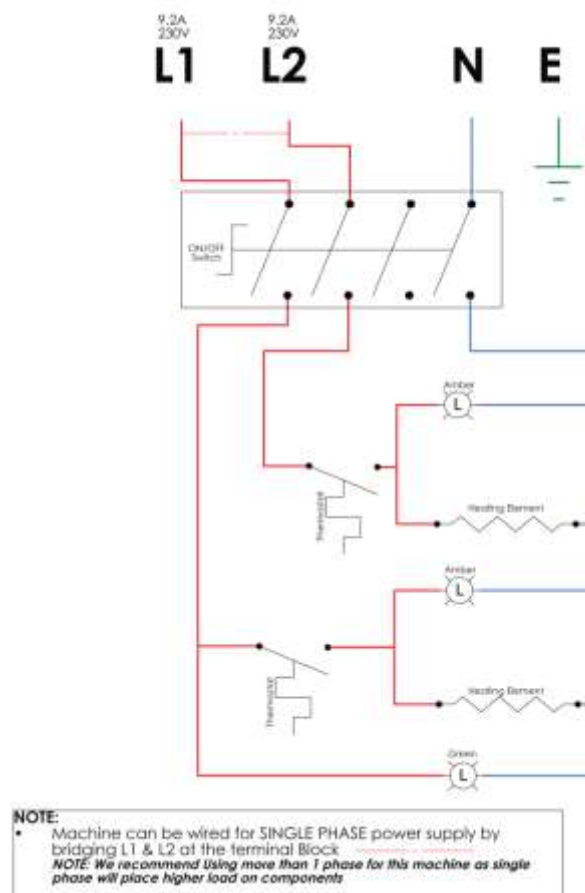 9.2A 9.2A
230V 230V
L1 L2 N E
ON/OFF
Switch
Amber
L
Thermostat
Heating Element
Amber
L
Thermostat
Heating Element
Green
L
NOTE:
• Machine can be wired for SINGLE PHASE power supply by
bridging L1 & L2 at the terminal Block
NOTE: We recommend Using more than 1 phase for this machine as single
phase will place higher load on components